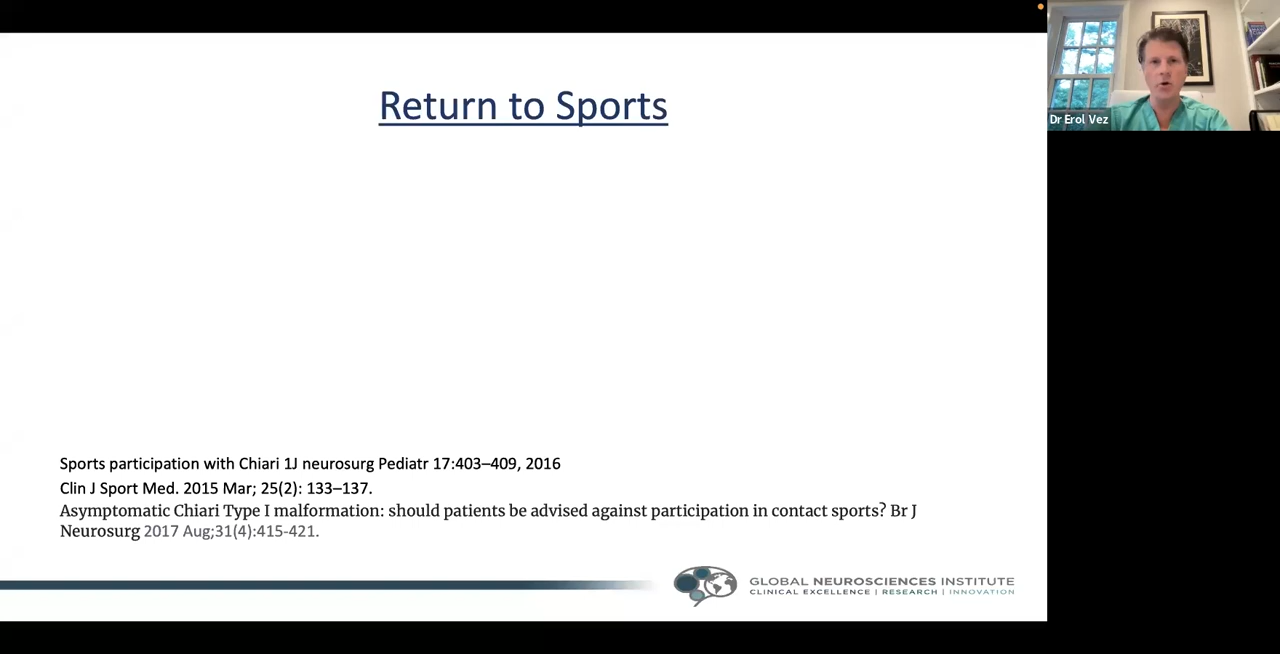 Return to Sports
Dr Erol Vez
Sports participation with Chiari 1J neurosurg Pediatr 17:403–409, 2016
Clin J Sport Med. 2015 Mar; 25(2): 133–137.
Asymptomatic Chiari Type I malformation: should patients be advised against participation in contact sports? Br J
Neurosurg 2017 Aug;31(4):415-421.
GLOBAL NEUROSCIENCES INSTITUTE
CLINICAL EXCELLENCE | RESEARCH | INNOVATION